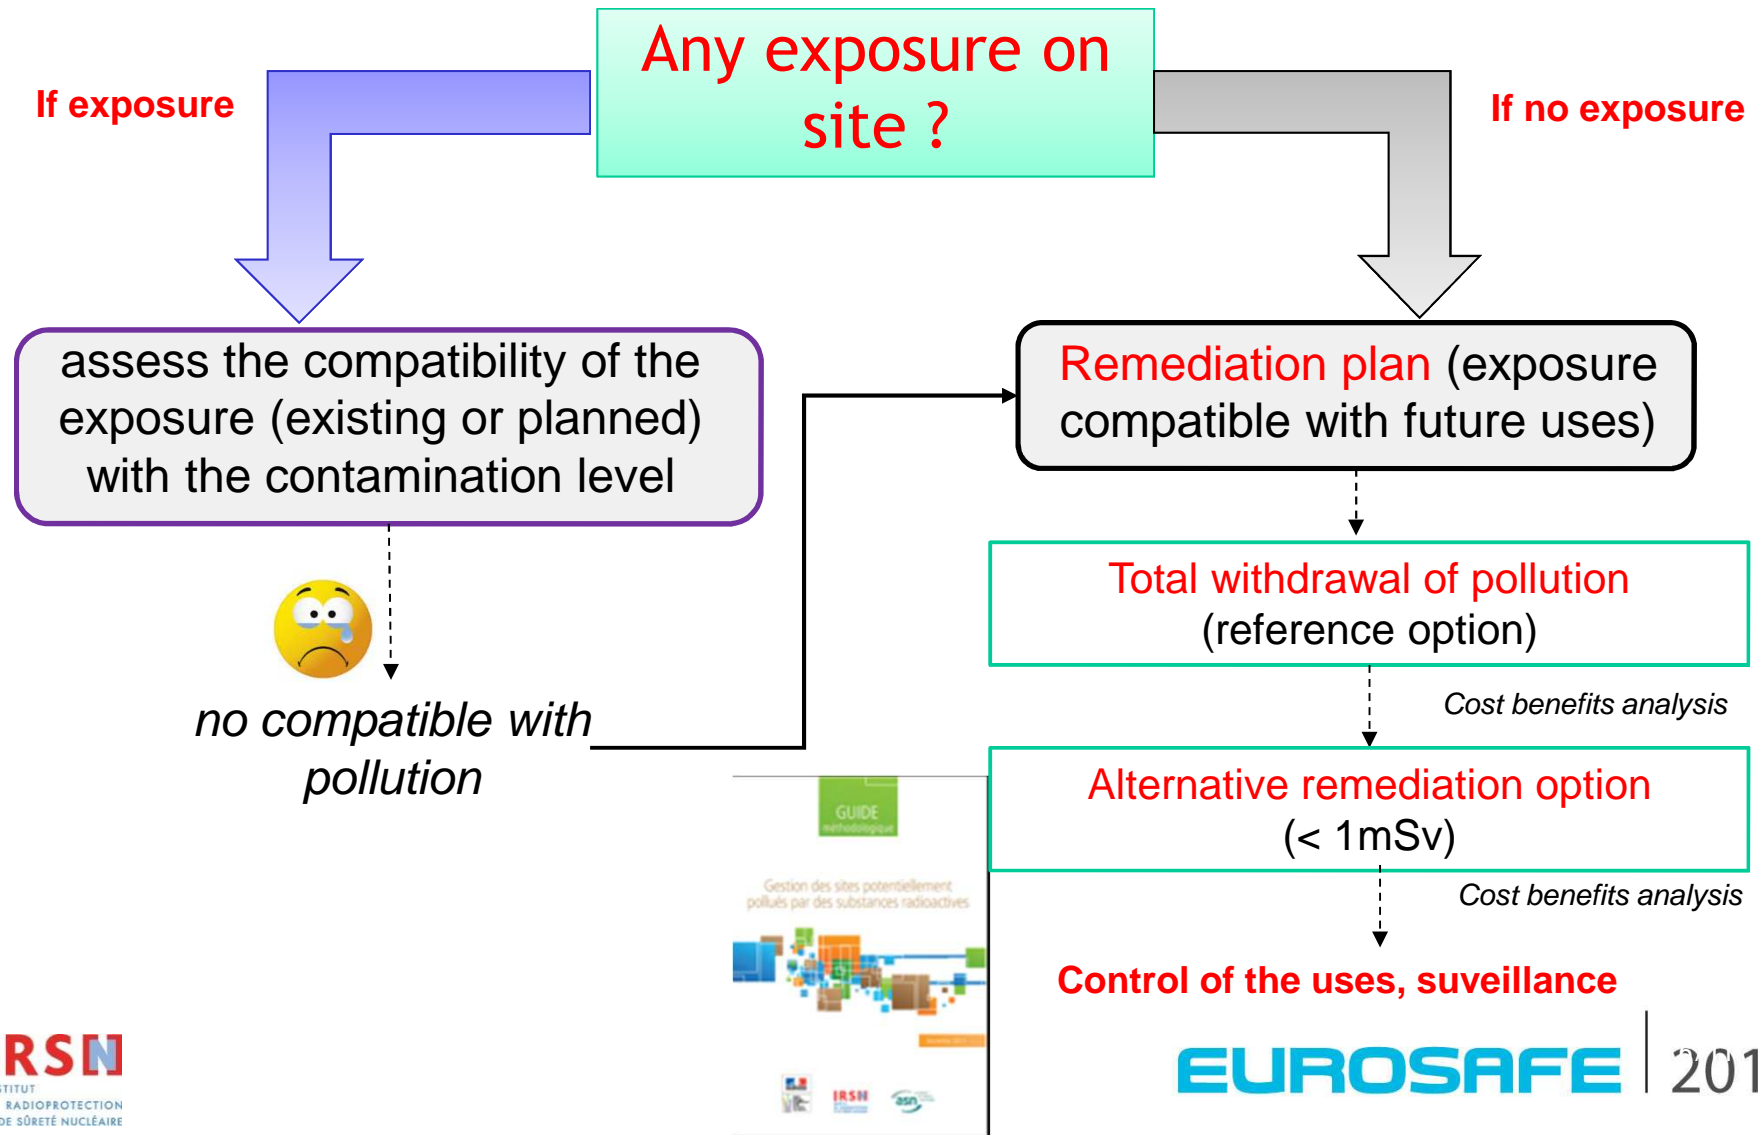 Any exposure on
site ?
If exposure
If no exposure
assess the compatibility of the
exposure (existing or planned)
with the contamination level
Remediation plan (exposure
compatible with future uses)
Total withdrawal of pollution
(reference option)
Cost benefits analysis
no compatible with
pollution
Alternative remediation option
(< 1mSv)
Cost benefits analysis
Control of the uses, suveillance
GUIDE
méthodologique
Gestion des sites potentiellement
pollués par des substances radioactives
IRSN
asn
RSN
STITUT
RADIOPROTECTION
DE SÛRETÉ NUCLÉAIRE
EUROSAFE 201